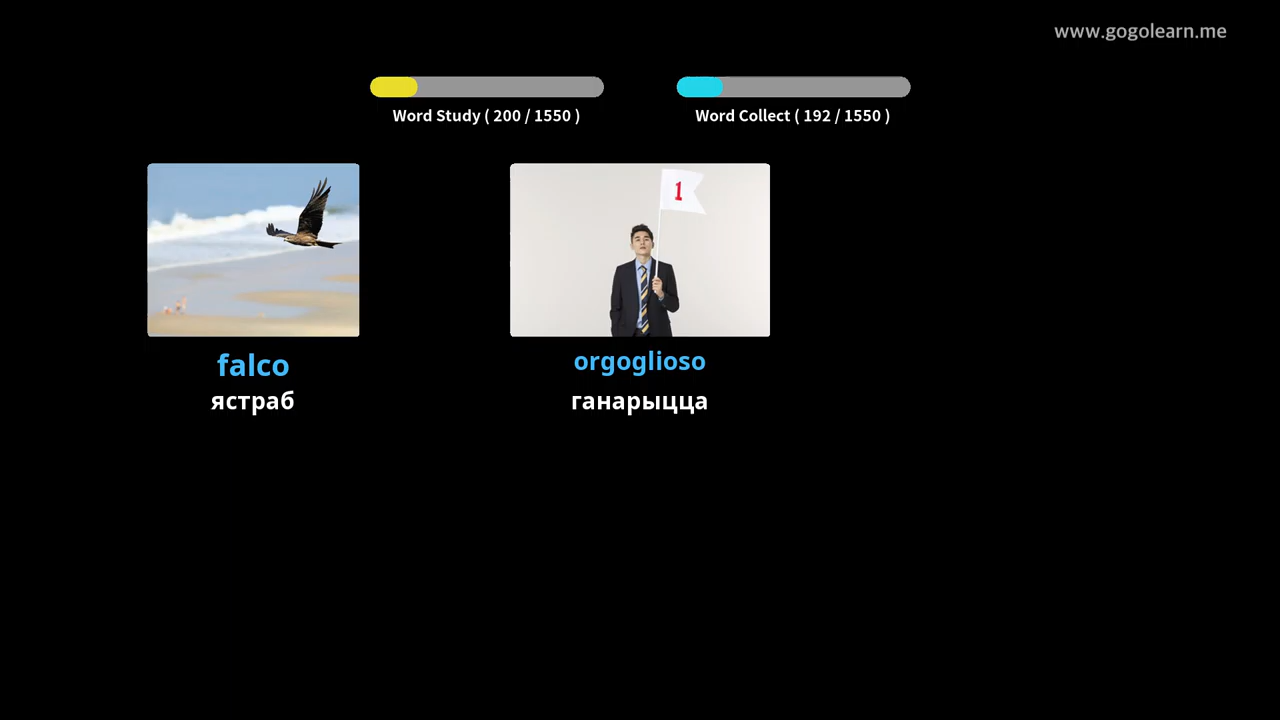 www.gogolearn.me
Word Study ( 200 / 1550 )
Word Collect ( 192 / 1550 )
1
falco
ястраб
orgoglioso
ганарыцца